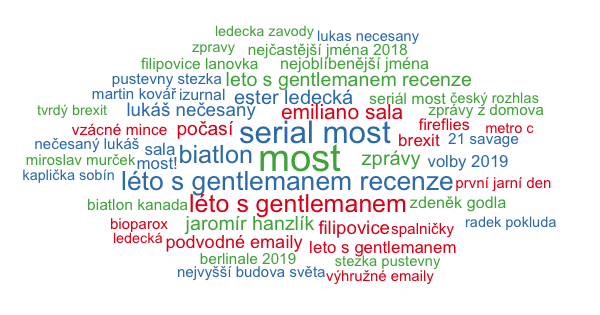 ledecka zavody
lukas necesany
zpravy
nejčastější jména 2018
filipovice lanovka
nejoblíbenější jména
pustevny stezka
leto s gentlemanem recenze
martin kovář
izurnal
ester ledecká
seriál most
český rozhlas
tvrdý brexit
lukáš nečesaný
emiliano sala
zprávy z domova
vzácné mince
počasí
serial most
fireflies
metro c
nečesaný lukáš
sala
brexit
21 savage
miroslav murček
most!
biatlon
most
zprávy
volby 2019
kaplička sobín
léto s gentlemanem recenze
první jarní den
biatlon kanada
léto s gentlemanem
zdeněk godla
bioparox
jaromír hanzlík
filipovice
spalničky
radek pokluda
ledecká
podvodné emaily
leto s gentlemanem
berlinale 2019
stezka pustevny
nejvyšší budova světa
výhružné emaily